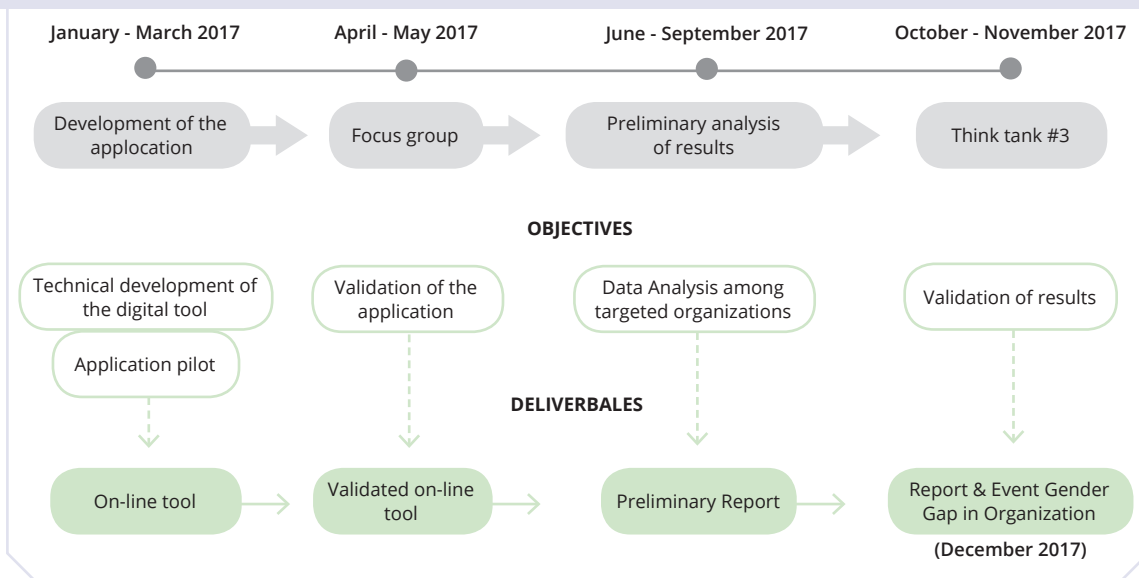 January - March 2017
April - May 2017
June - September 2017
October - November 2017
Development of the
applocation
Focus group
Preliminary analysis
of results
Think tank #3
OBJECTIVES
Technical development of
the digital tool
Application pilot
Validation of the
application
Data Analysis among
targeted organizations
Validation of results
DELIVERBALES
On-line tool
Validated on-line
tool
Preliminary Report
Report & Event Gender
Gap in Organization
(December 2017)